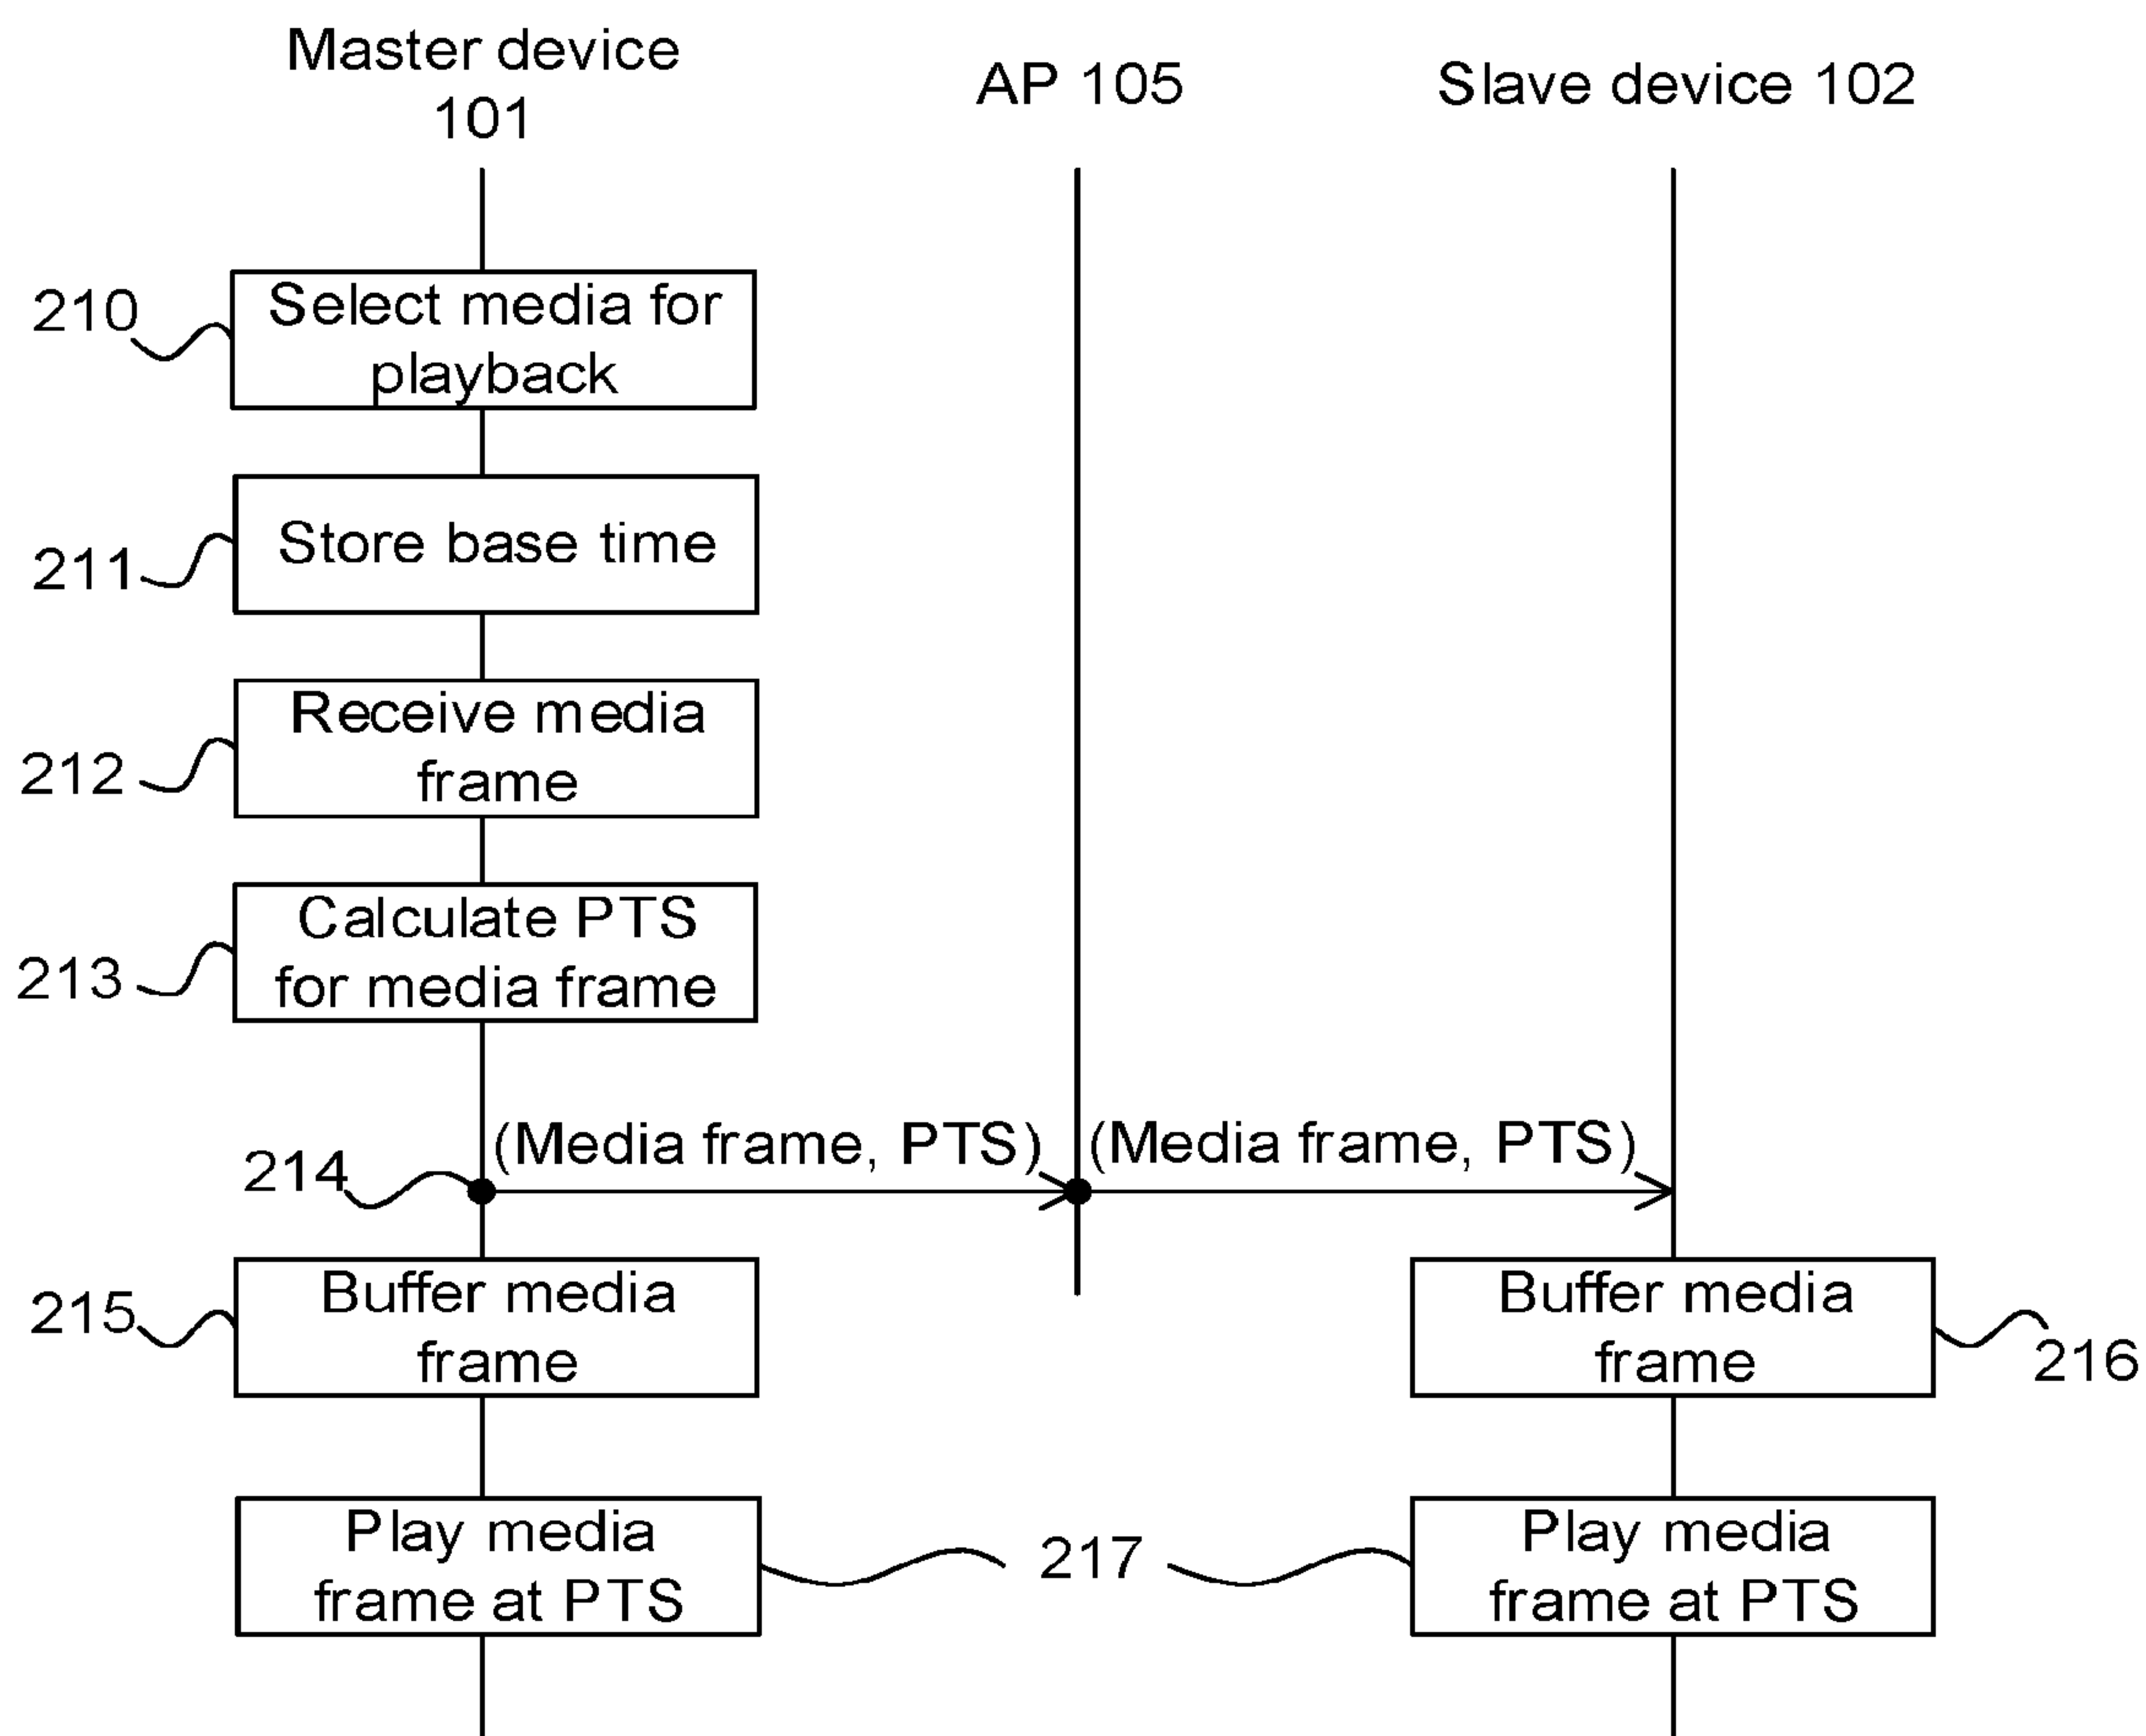 Master device
101
AP 105
Slave device 102
210
Select media for
playback
211
Store base time
212
Receive media
frame
213
Calculate PTS
for media frame
214
(Media frame, PTS)
(Media frame, PTS)
215
Buffer media
frame
Buffer media
frame
216
Play media
frame at PTS
217
Play media
frame at PTS